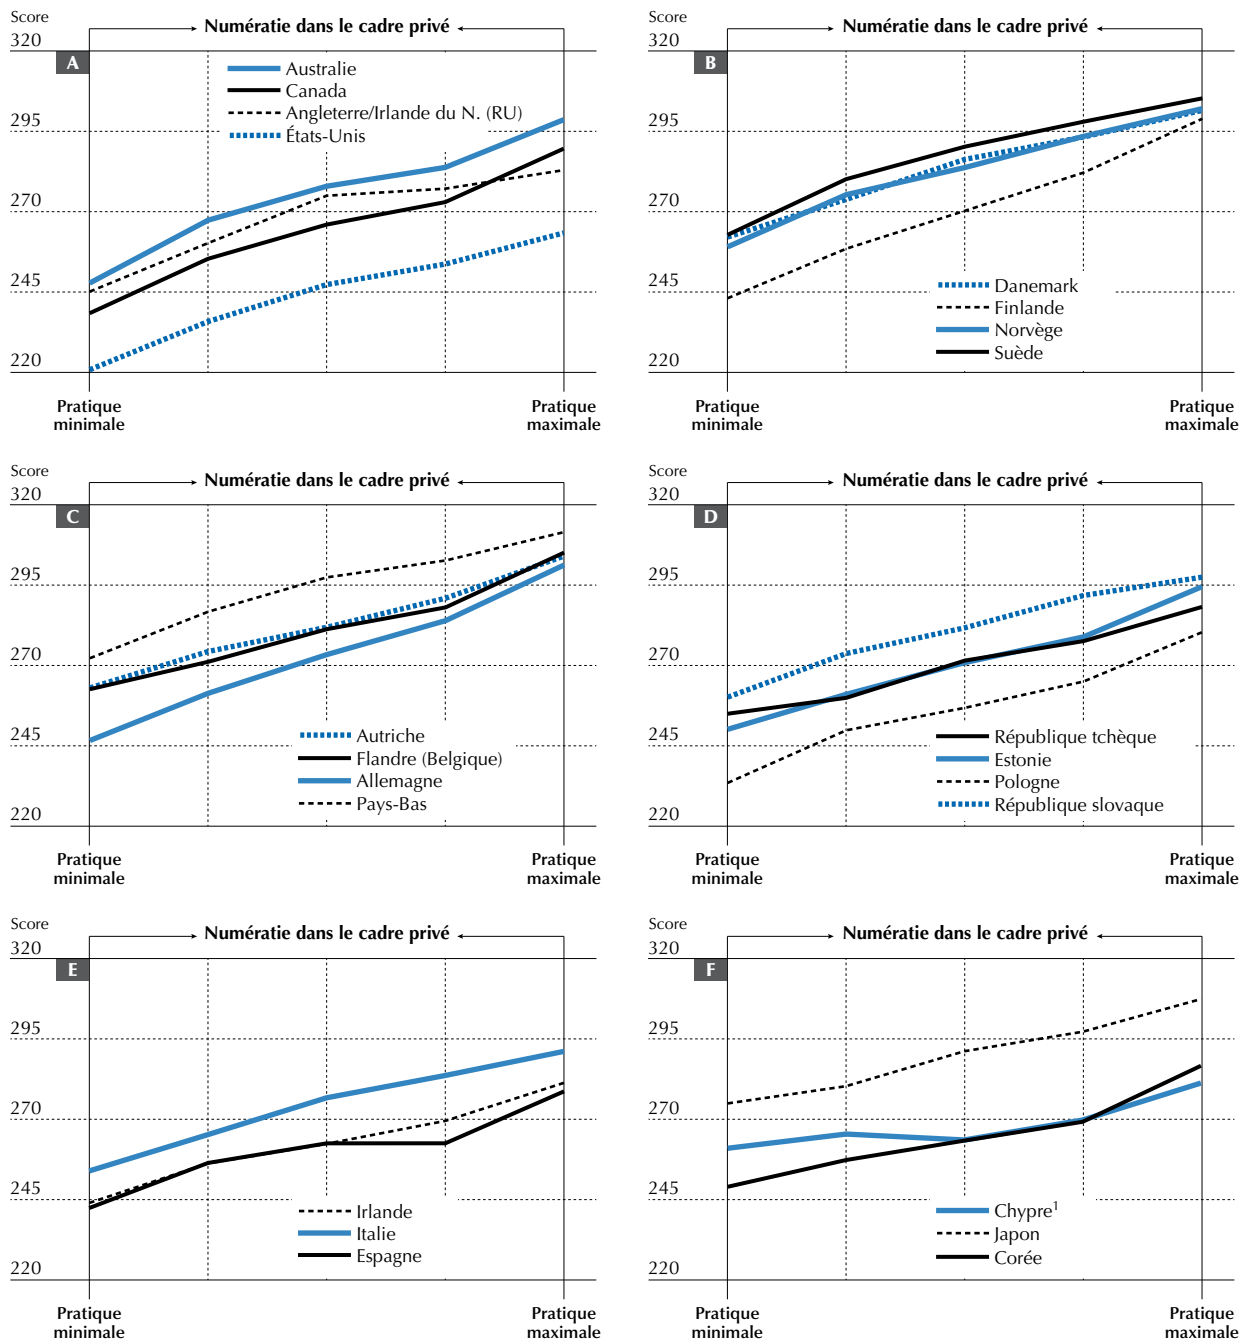 Score
Numératie dans le cadre privé
320
A
Australie
Canada
Angleterre/Irlande du N. (RU)
États-Unis
295
270
245
220
Pratique
minimale
Pratique
maximale
Score
Numératie dans le cadre privé
320
B
295
270
245
Danemark
Finlande
Norvège
Suède
220
Pratique
minimale
Pratique
maximale
Score
Numératie dans le cadre privé
320
C
295
270
245
Autriche
Flandre (Belgique)
Allemagne
Pays-Bas
220
Pratique
minimale
Pratique
maximale
Score
Numératie dans le cadre privé
320
D
295
270
245
République tchèque
Estonie
Pologne
République slovaque
220
Pratique
minimale
Pratique
maximale
Score
Numératie dans le cadre privé
320
E
295
270
245
Irlande
Italie
Espagne
220
Pratique
minimale
Pratique
maximale
Score
Numératie dans le cadre privé
320
F
295
270
245
Chypre¹
Japon
Corée
220
Pratique
minimale
Pratique
maximale